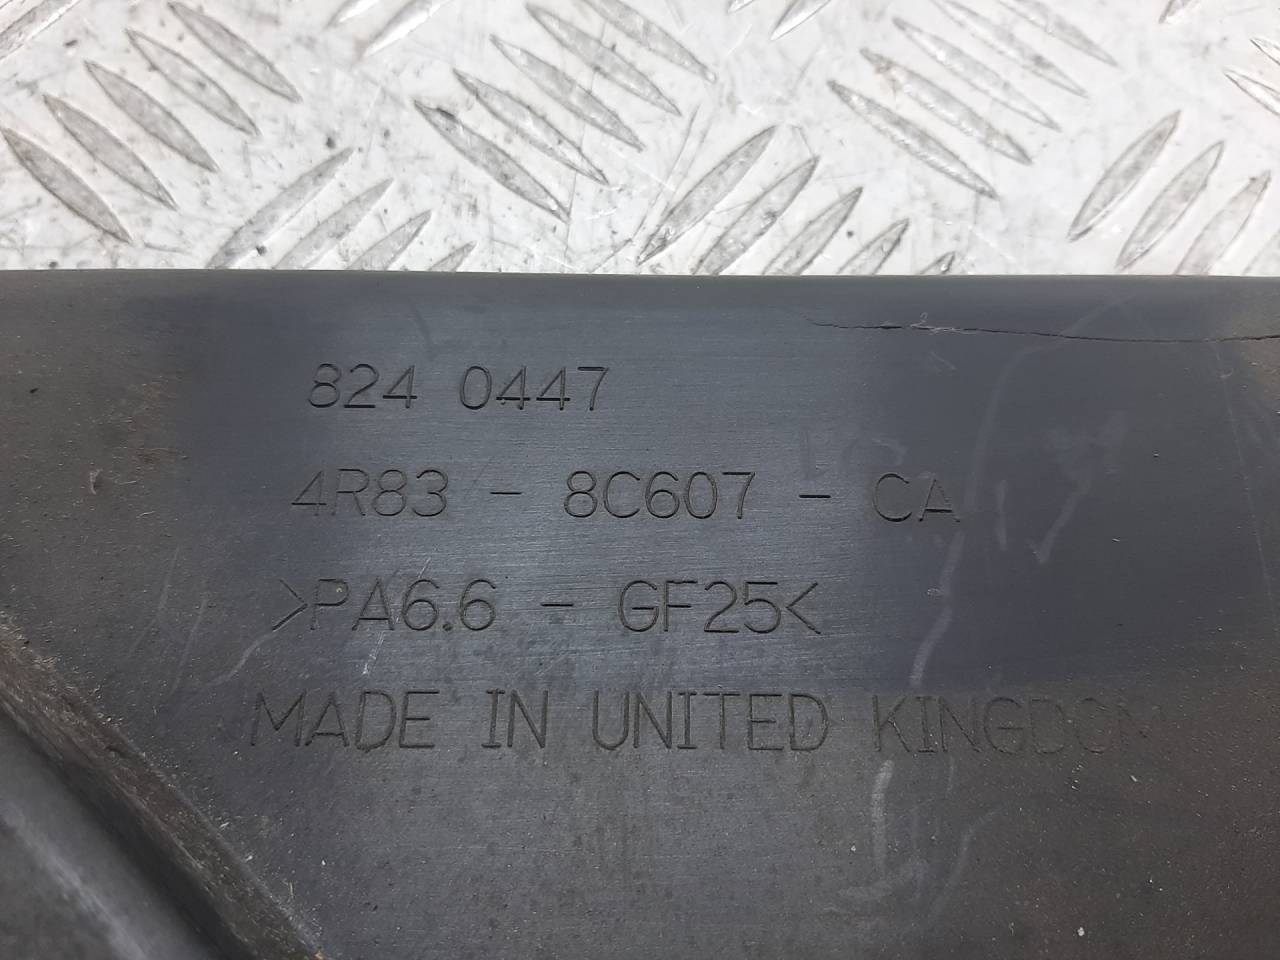 824 0447
4R83 - 8C607 - CA
>PA6.6 - GF25<
MADE IN UNITED KINGDOM